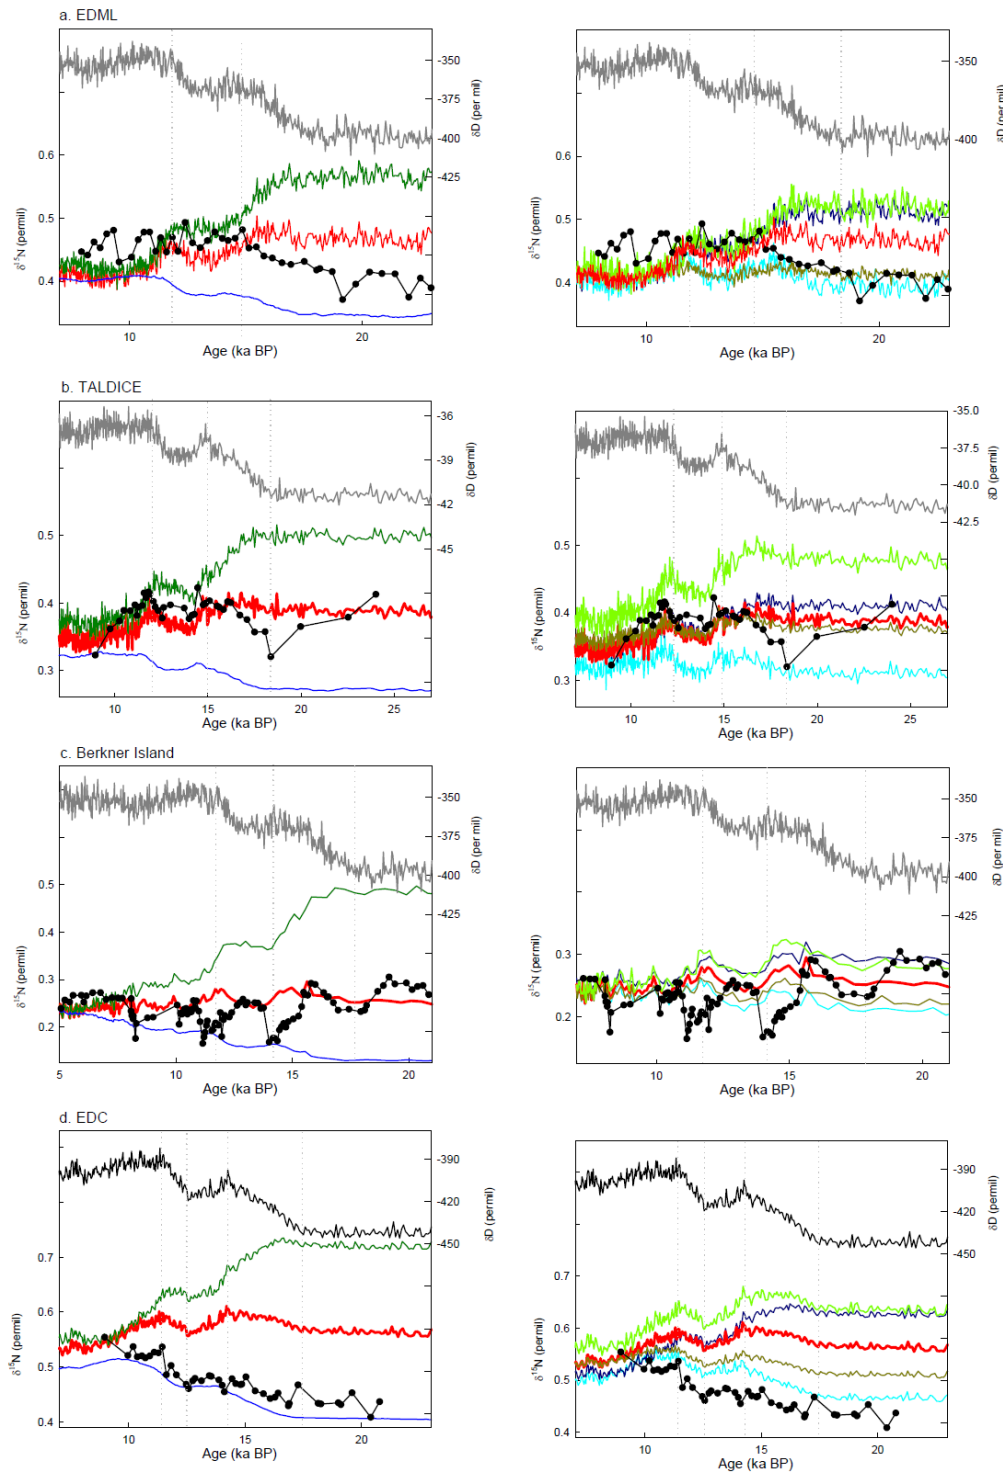 a. EDML
-350
-375
-400
-425
δD (per mil)
0.6
0.5
0.4
δ15N (permil)
10
20
Age (ka BP)
-350
-400
δD (per mil)
0.6
0.5
0.4
δ15N (permil)
10
20
Age (ka BP)
b. TALDICE
-36
-39
-42
-44
δD (permil)
0.5
0.4
0.3
δ15N (permil)
10
15
20
25
Age (ka BP)
-35.0
-37.5
-40.0
-42.5
δD (permil)
0.5
0.4
0.3
δ15N (permil)
10
15
20
25
Age (ka BP)
c. Berkner Island
-350
-375
-400
-425
δD (per mil)
0.5
0.4
0.3
0.2
δ15N (permil)
5
10
15
20
Age (ka BP)
-350
-375
-400
-425
δD (per mil)
0.3
0.2
δ15N (permil)
10
15
20
Age (ka BP)
d. EDC
-390
-420
-450
δD (permil)
0.7
0.6
0.5
0.4
δ15N (permil)
10
15
20
Age (ka BP)
-390
-420
-450
δD (permil)
0.7
0.6
0.5
0.4
δ15N (permil)
10
15
20
Age (ka BP)